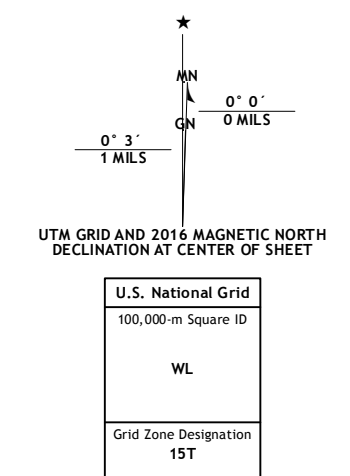 ★
MN
0° 0´
0 MILS
GN
0° 3´
1 MILS
UTM GRID AND 2016 MAGNETIC NORTH
DECLINATION AT CENTER OF SHEET
U.S. National Grid
100,000-m Square ID
WL
Grid Zone Designation
15T